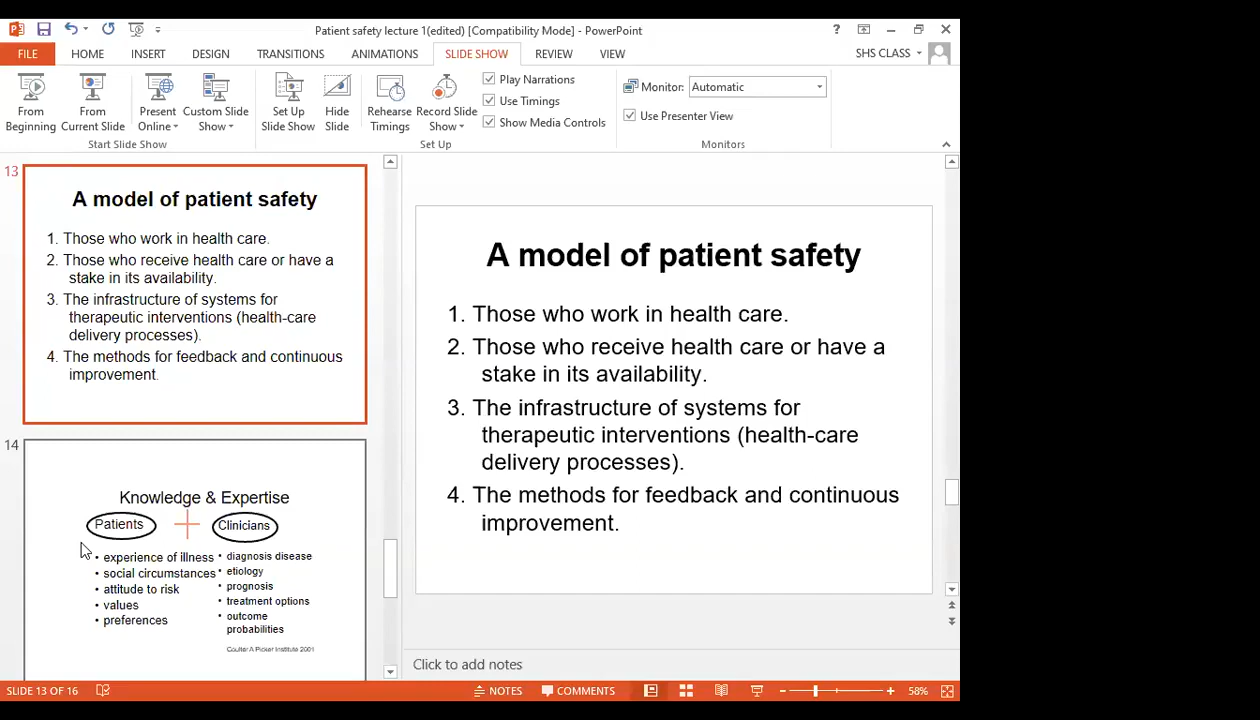 Patient safety lecture 1(edited) [Compatibility Mode] - PowerPoint
?
FILE HOME INSERT DESIGN TRANSITIONS ANIMATIONS SLIDE SHOW REVIEW VIEW SHS CLASS
From Beginning
From Current Slide
Present Online
Custom Slide Show
Start Slide Show
Set Up Slide Show
Hide Slide
Rehearse Timings
Record Slide Show
Play Narrations
Use Timings
Show Media Controls
Set Up
Monitor: Automatic
Use Presenter View
Monitors
13
A model of patient safety
1. Those who work in health care.
2. Those who receive health care or have a
stake in its availability.
3. The infrastructure of systems for
therapeutic interventions (health-care
delivery processes).
4. The methods for feedback and continuous
improvement.
14
Knowledge & Expertise
Patients + Clinicians
• experience of illness
• social circumstances
• attitude to risk
• values
• preferences
• diagnosis disease
• etiology
• prognosis
• treatment options
• outcome
probabilities
Coulter A Picker Institute 2001
A model of patient safety
1. Those who work in health care.
2. Those who receive health care or have a
stake in its availability.
3. The infrastructure of systems for
therapeutic interventions (health-care
delivery processes).
4. The methods for feedback and continuous
improvement.
Click to add notes
SLIDE 13 OF 16 NOTES COMMENTS 58%